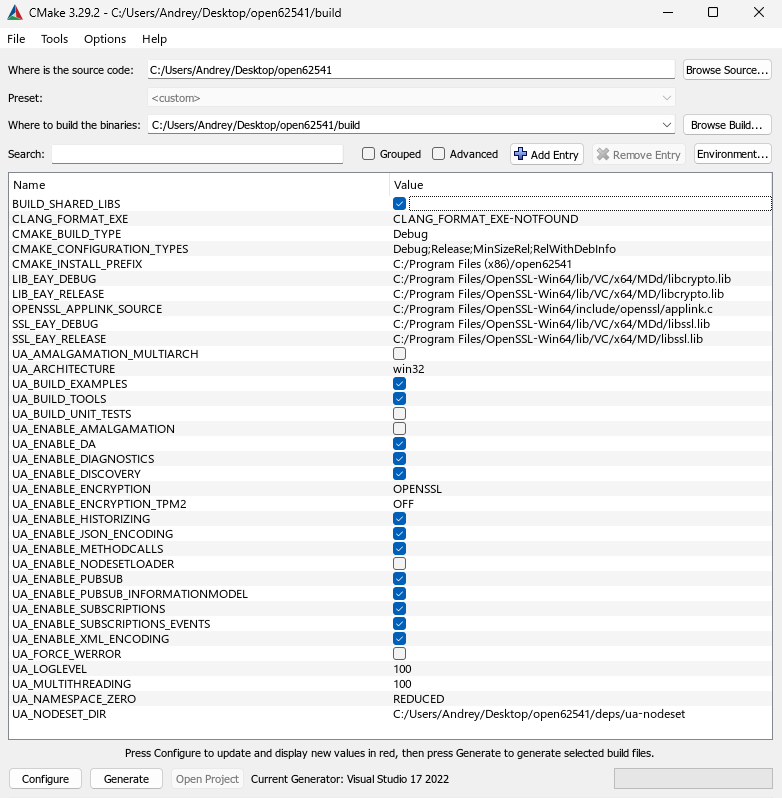 CMake 3.29.2 - C:/Users/Andrey/Desktop/open62541/build
File Tools Options Help
Where is the source code: C:/Users/Andrey/Desktop/open62541 Browse Source...
Preset: <custom>
Where to build the binaries: C:/Users/Andrey/Desktop/open62541/build Browse Build...
Search: Grouped Advanced Add Entry Remove Entry Environment...
Name Value
BUILD_SHARED_LIBS
CLANG_FORMAT_EXE CLANG_FORMAT_EXE-NOTFOUND
CMAKE_BUILD_TYPE Debug
CMAKE_CONFIGURATION_TYPES Debug;Release;MinSizeRel;RelWithDebInfo
CMAKE_INSTALL_PREFIX C:/Program Files (x86)/open62541
LIB_EAY_DEBUG C:/Program Files/OpenSSL-Win64/lib/VC/x64/MDd/libcrypto.lib
LIB_EAY_RELEASE C:/Program Files/OpenSSL-Win64/lib/VC/x64/MD/libcrypto.lib
OPENSSL_APPLINK_SOURCE C:/Program Files/OpenSSL-Win64/include/openssl/applink.c
SSL_EAY_DEBUG C:/Program Files/OpenSSL-Win64/lib/VC/x64/MDd/libssl.lib
SSL_EAY_RELEASE C:/Program Files/OpenSSL-Win64/lib/VC/x64/MD/libssl.lib
UA_AMALGAMATION_MULTIARCH
UA_ARCHITECTURE win32
UA_BUILD_EXAMPLES
UA_BUILD_TOOLS
UA_BUILD_UNIT_TESTS
UA_ENABLE_AMALGAMATION
UA_ENABLE_DA
UA_ENABLE_DIAGNOSTICS
UA_ENABLE_DISCOVERY
UA_ENABLE_ENCRYPTION OPENSSL
UA_ENABLE_ENCRYPTION_TPM2 OFF
UA_ENABLE_HISTORIZING
UA_ENABLE_JSON_ENCODING
UA_ENABLE_METHODCALLS
UA_ENABLE_NODESETLOADER
UA_ENABLE_PUBSUB
UA_ENABLE_PUBSUB_INFORMATIONMODEL
UA_ENABLE_SUBSCRIPTIONS
UA_ENABLE_SUBSCRIPTIONS_EVENTS
UA_ENABLE_XML_ENCODING
UA_FORCE_WERROR
UA_LOGLEVEL 100
UA_MULTITHREADING 100
UA_NAMESPACE_ZERO REDUCED
UA_NODESET_DIR C:/Users/Andrey/Desktop/open62541/deps/ua-nodeset
Press Configure to update and display new values in red, then press Generate to generate selected build files.
Configure Generate Open Project Current Generator: Visual Studio 17 2022